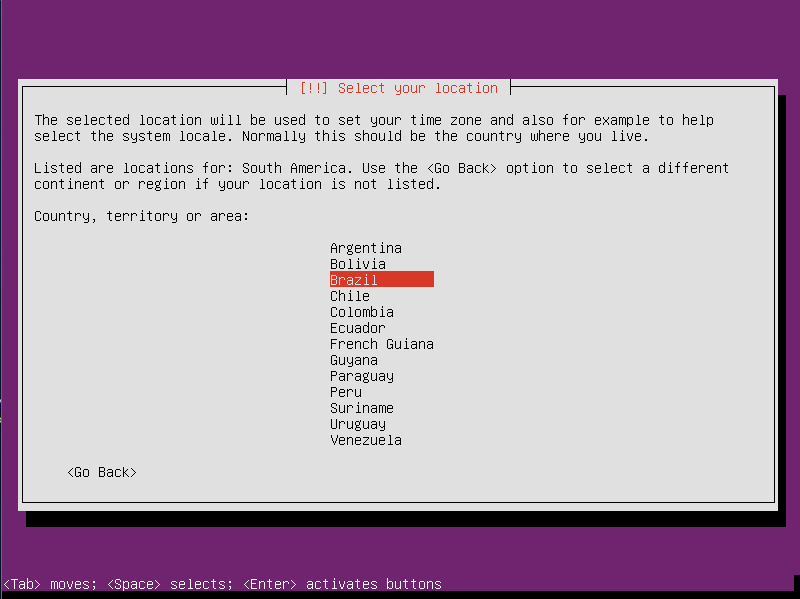 [!!] Select your location
The selected location will be used to set your time zone and also for example to help
select the system locale. Normally this should be the country where you live.
Listed are locations for: South America. Use the <Go Back> option to select a different
continent or region if your location is not listed.
Country, territory or area:
Argentina
Bolivia
Brazil
Chile
Colombia
Ecuador
French Guiana
Guyana
Paraguay
Peru
Suriname
Uruguay
Venezuela
<Go Back>
<Tab> moves; <Space> selects; <Enter> activates buttons